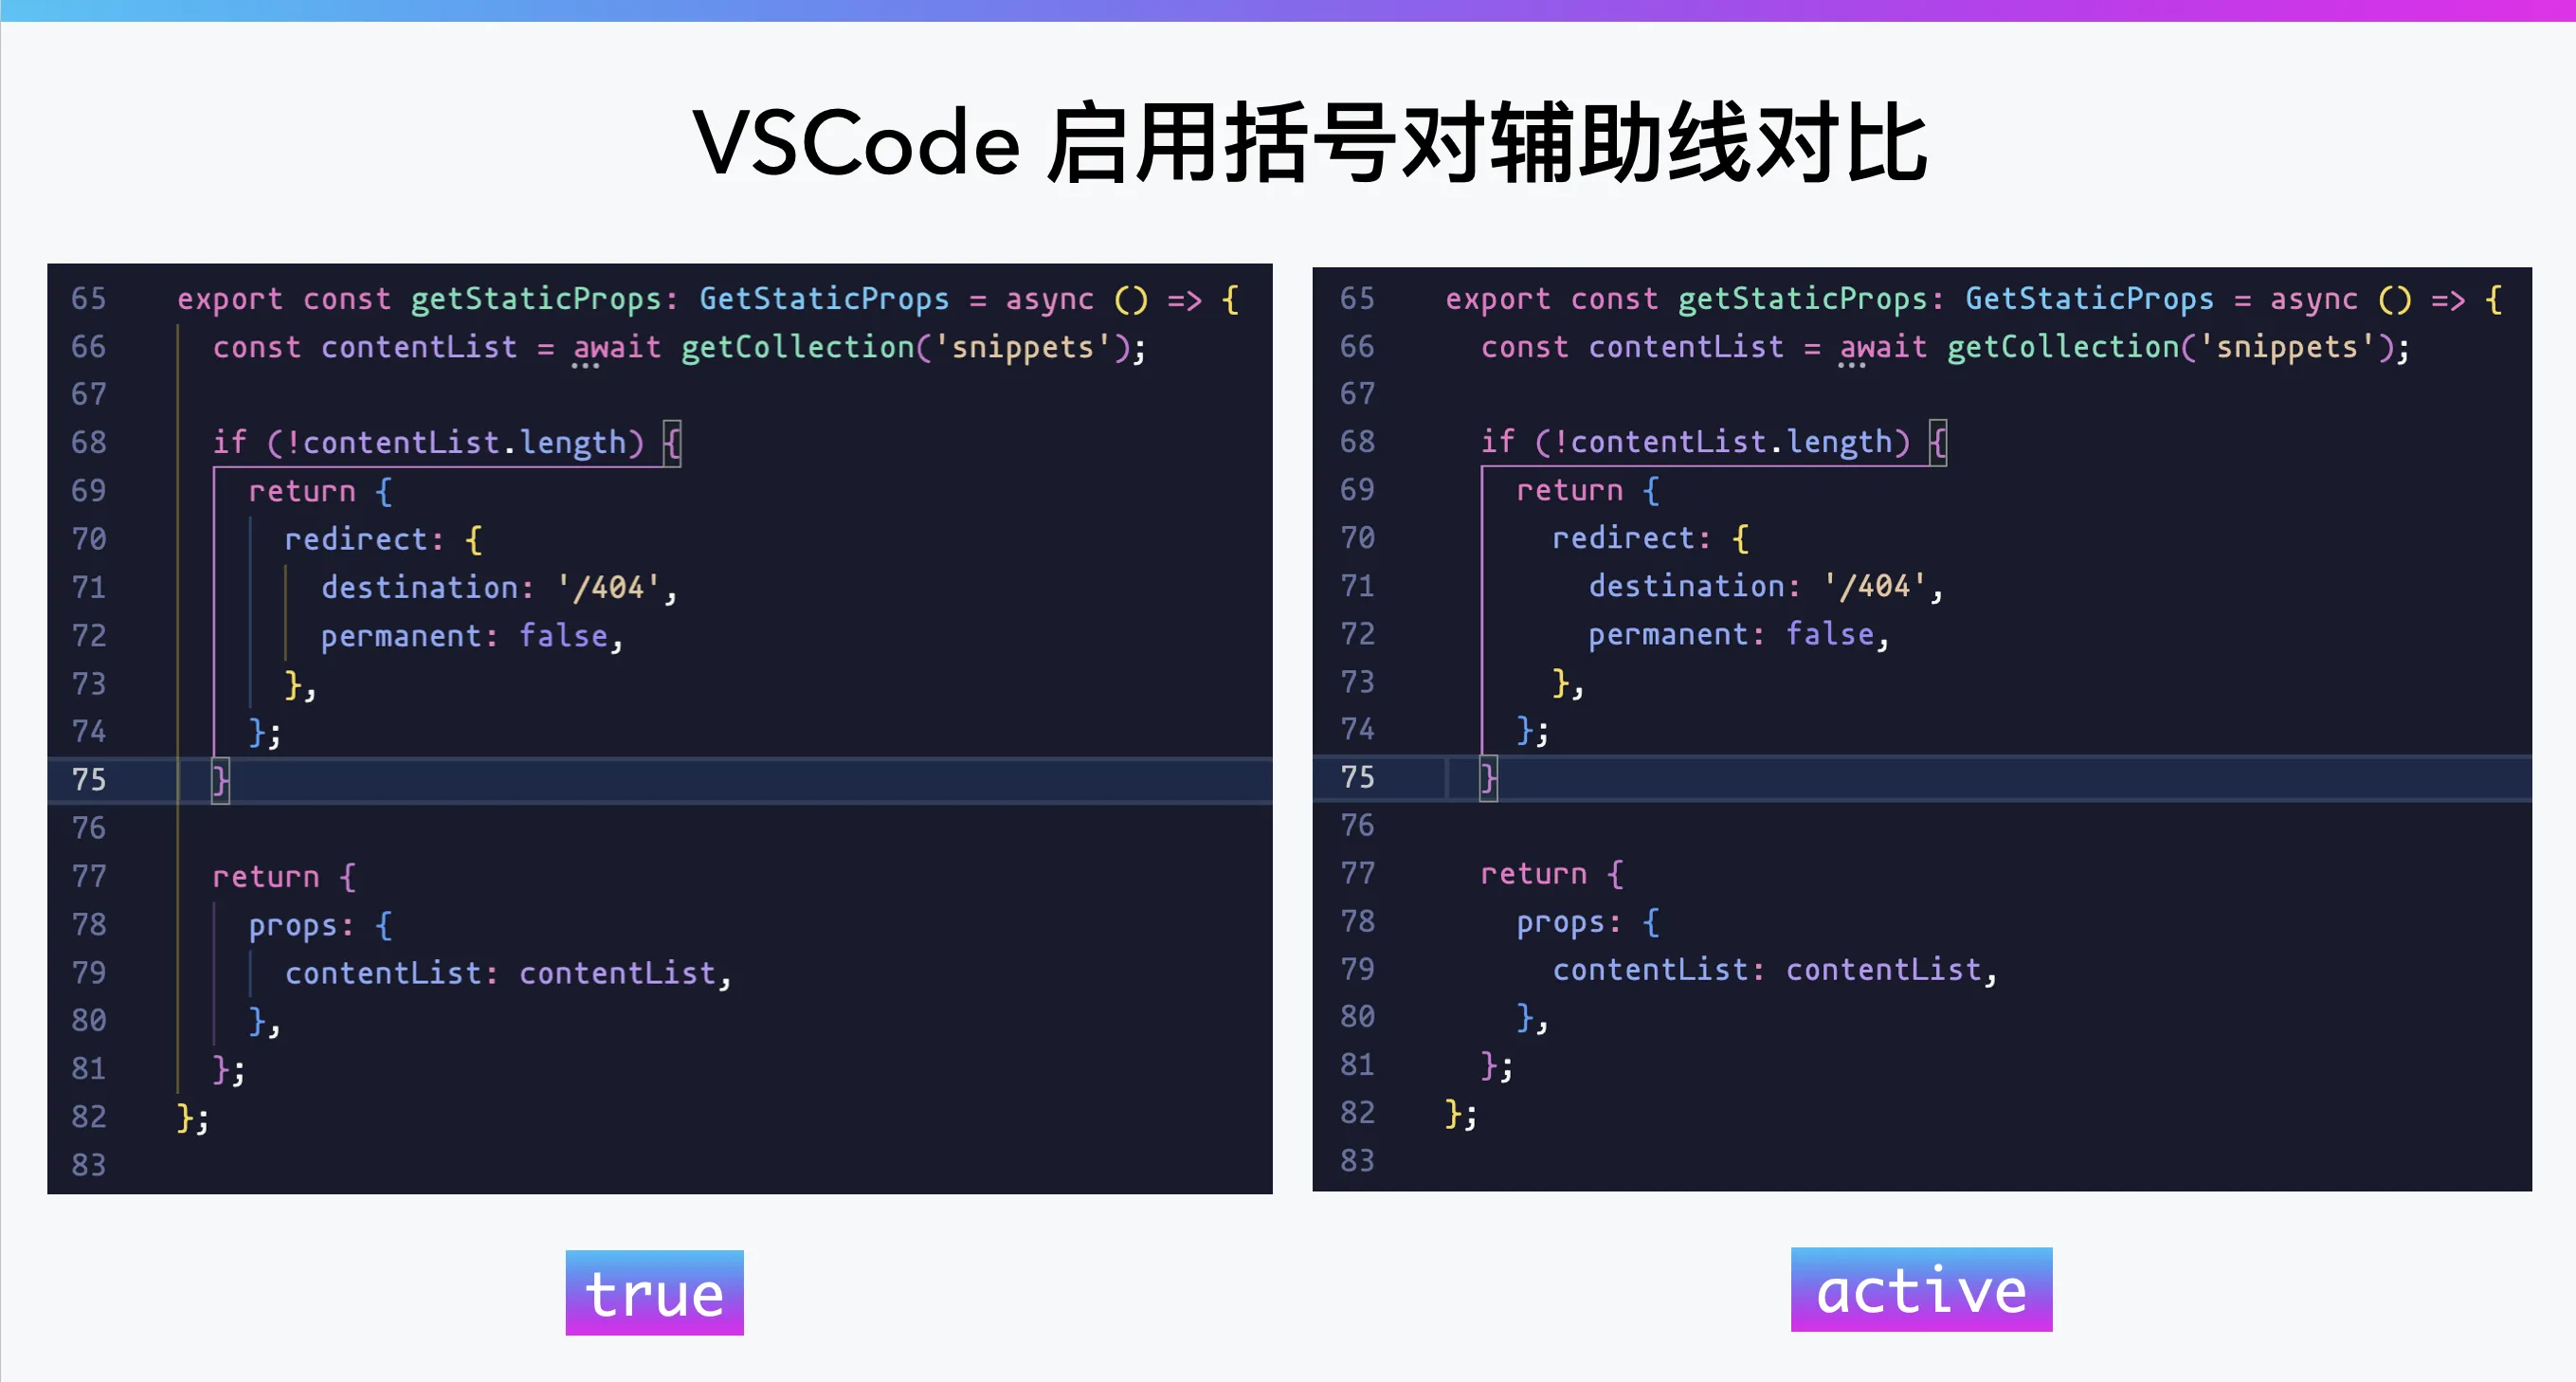 VSCode 启用括号对辅助线对比
65 export const getStaticProps: GetStaticProps = async () => {
66 const contentList = await getCollection('snippets');
67
68 if (!contentList.length) {
69 return {
70 redirect: {
71 destination: '/404',
72 permanent: false,
73 },
74 };
75 }
76
77 return {
78 props: {
79 contentList: contentList,
80 },
81 };
82 };
83
65 export const getStaticProps: GetStaticProps = async () => {
66 const contentList = await getCollection('snippets');
67
68 if (!contentList.length) {
69 return {
70 redirect: {
71 destination: '/404',
72 permanent: false,
73 },
74 };
75 }
76
77 return {
78 props: {
79 contentList: contentList,
80 },
81 };
82 };
83
true
active